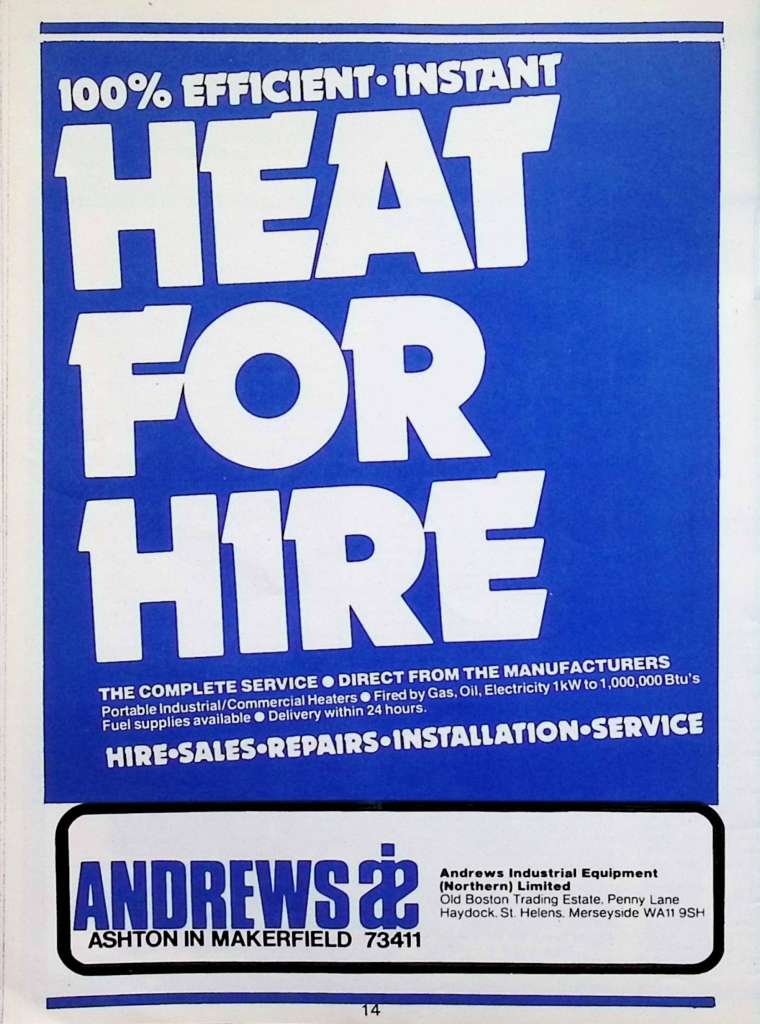 100% EFFICIENT • INSTANT
HEAT
FOR
HIRE
THE COMPLETE SERVICE ● DIRECT FROM THE MANUFACTURERS
Portable Industrial/Commercial Heaters ● Fired by Gas, Oil, Electricity 1kW to 1,000,000 Btu's
Fuel supplies available ● Delivery within 24 hours.
HIRE•SALES•REPAIRS•INSTALLATION•SERVICE
ANDREWS
ASHTON IN MAKERFIELD 73411
Andrews Industrial Equipment
(Northern) Limited
Old Boston Trading Estate, Penny Lane
Haydock. St. Helens. Merseyside WA11 9SH
14